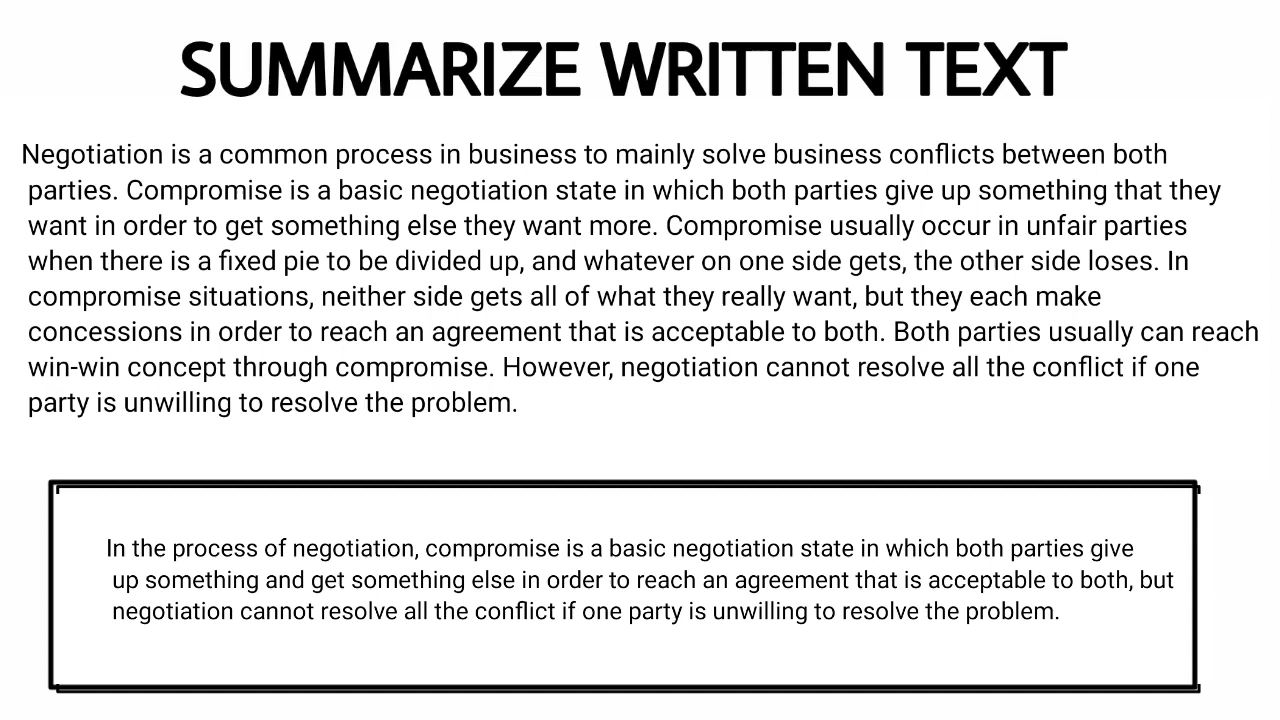 SUMMARIZE WRITTEN TEXT
Negotiation is a common process in business to mainly solve business conflicts between both
parties. Compromise is a basic negotiation state in which both parties give up something that they
want in order to get something else they want more. Compromise usually occur in unfair parties
when there is a fixed pie to be divided up, and whatever on one side gets, the other side loses. In
compromise situations, neither side gets all of what they really want, but they each make
concessions in order to reach an agreement that is acceptable to both. Both parties usually can reach
win-win concept through compromise. However, negotiation cannot resolve all the conflict if one
party is unwilling to resolve the problem.
In the process of negotiation, compromise is a basic negotiation state in which both parties give
up something and get something else in order to reach an agreement that is acceptable to both, but
negotiation cannot resolve all the conflict if one party is unwilling to resolve the problem.